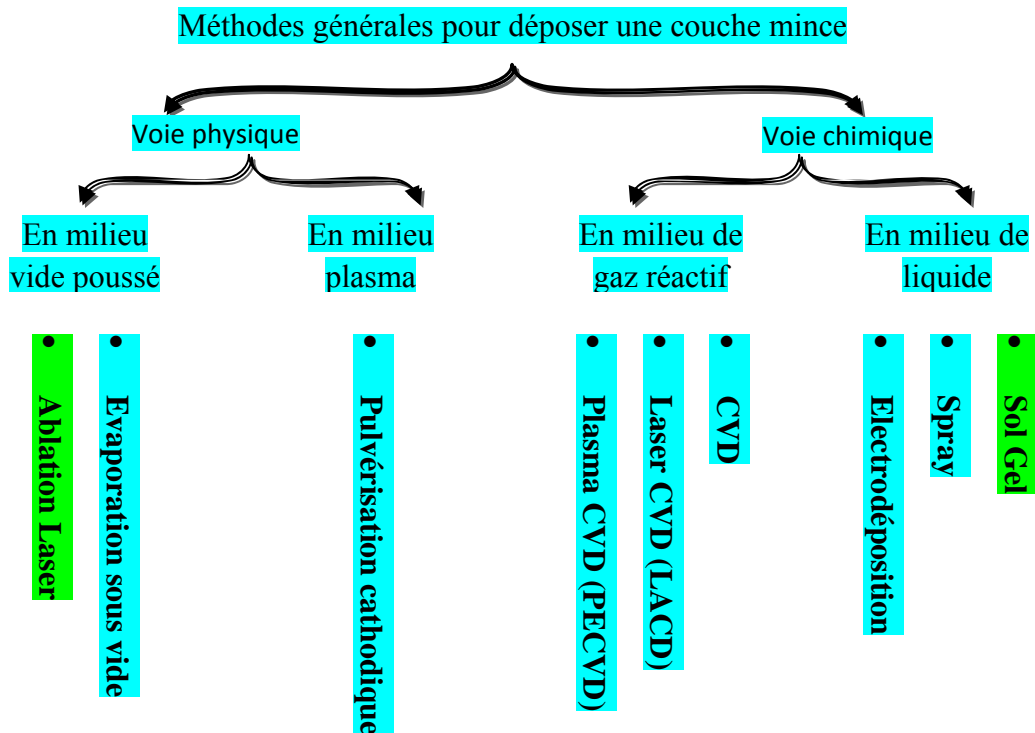 Méthodes générales pour déposer une couche mince
Voie physique
Voie chimique
En milieu
vide poussé
En milieu
plasma
En milieu de
gaz réactif
En milieu de
liquide
• Ablation Laser
• Evaporation sous vide
• Pulvérisation cathodique
• Plasma CVD (PECVD)
• Laser CVD (LACD)
• CVD
• Electrodéposition
• Spray
• Sol Gel